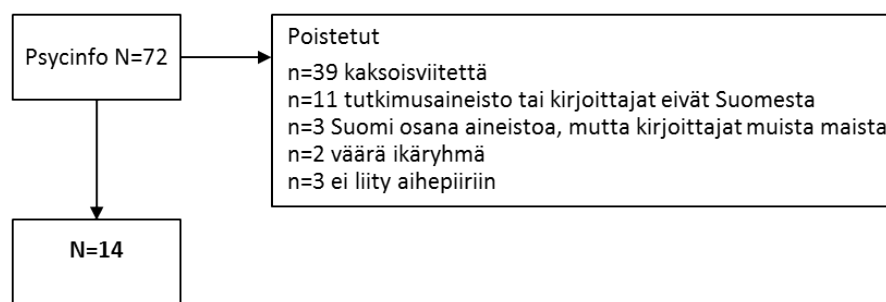 Psycinfo N=72
Poistetut
n=39 kaksoisviitettä
n=11 tutkimusaineisto tai kirjoittajat eivät Suomesta
n=3 Suomi osana aineistoa, mutta kirjoittajat muista maista
n=2 väärä ikäryhmä
n=3 ei liity aihepiiriin
N=14